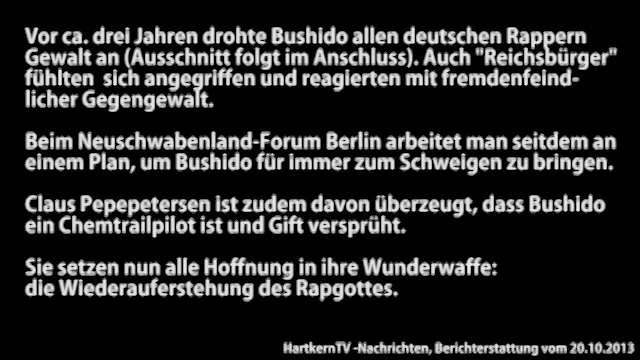 Vor ca. drei Jahren drohte Bushido allen deutschen Rappern
Gewalt an (Ausschnitt folgt im Anschluss). Auch "Reichsbürger"
fühlten sich angegriffen und reagierten mit fremdenfeind-
licher Gegengewalt.
Beim Neuschwabenland-Forum Berlin arbeitet man seitdem an
einem Plan, um Bushido für immer zum Schweigen zu bringen.
Claus Pepepetersen ist zudem davon überzeugt, dass Bushido
ein Chemtrailpilot ist und Gift versprüht.
Sie setzen nun alle Hoffnung in ihre Wunderwaffe:
die Wiederauferstehung des Rapgottes.
HartkernTV -Nachrichten, Berichterstattung vom 20.10.2013